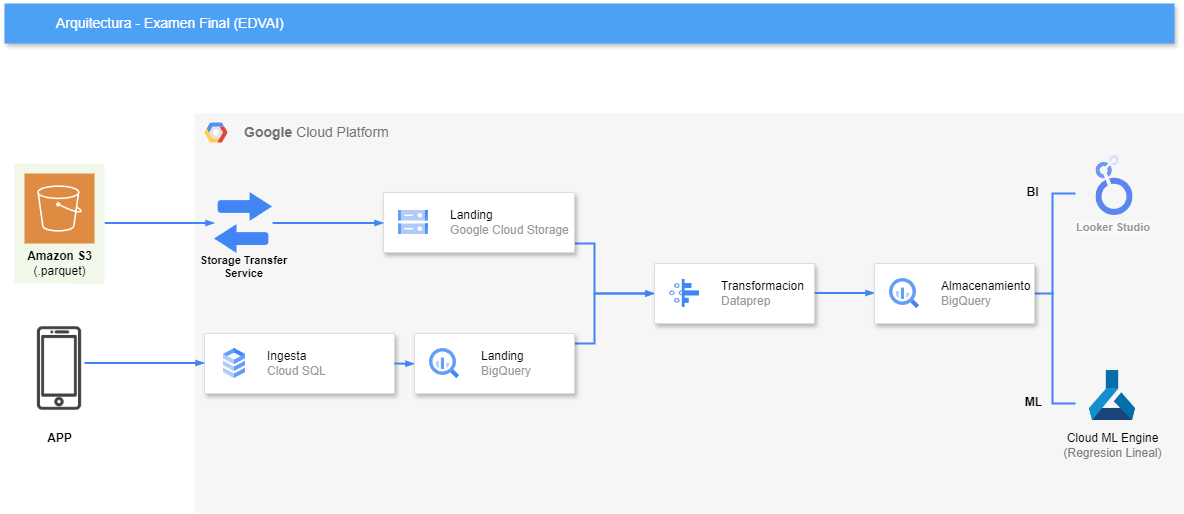 Arquitectura - Examen Final (EDVAI)
Google Cloud Platform
Amazon S3
(.parquet)
Storage Transfer
Service
Landing
Google Cloud Storage
APP
Ingesta
Cloud SQL
Landing
BigQuery
Transformacion
Dataprep
Almacenamiento
BigQuery
BI
Looker Studio
ML
Cloud ML Engine
(Regresion Lineal)